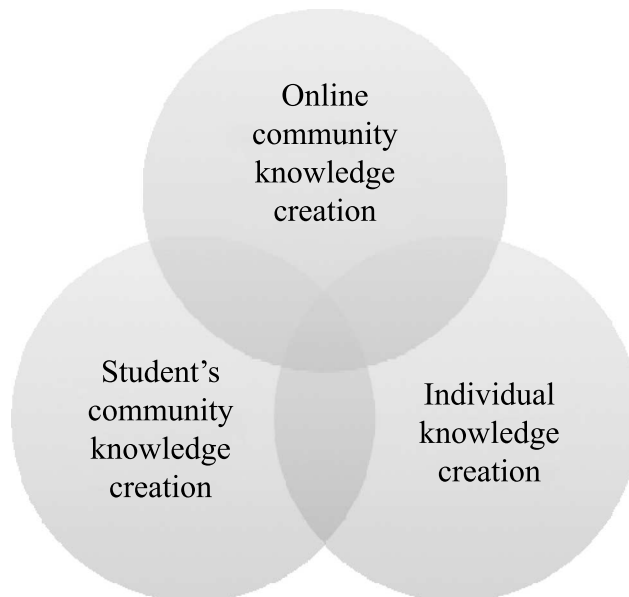 Online
community
knowledge
creation
Student’s
community
knowledge
creation
Individual
knowledge
creation